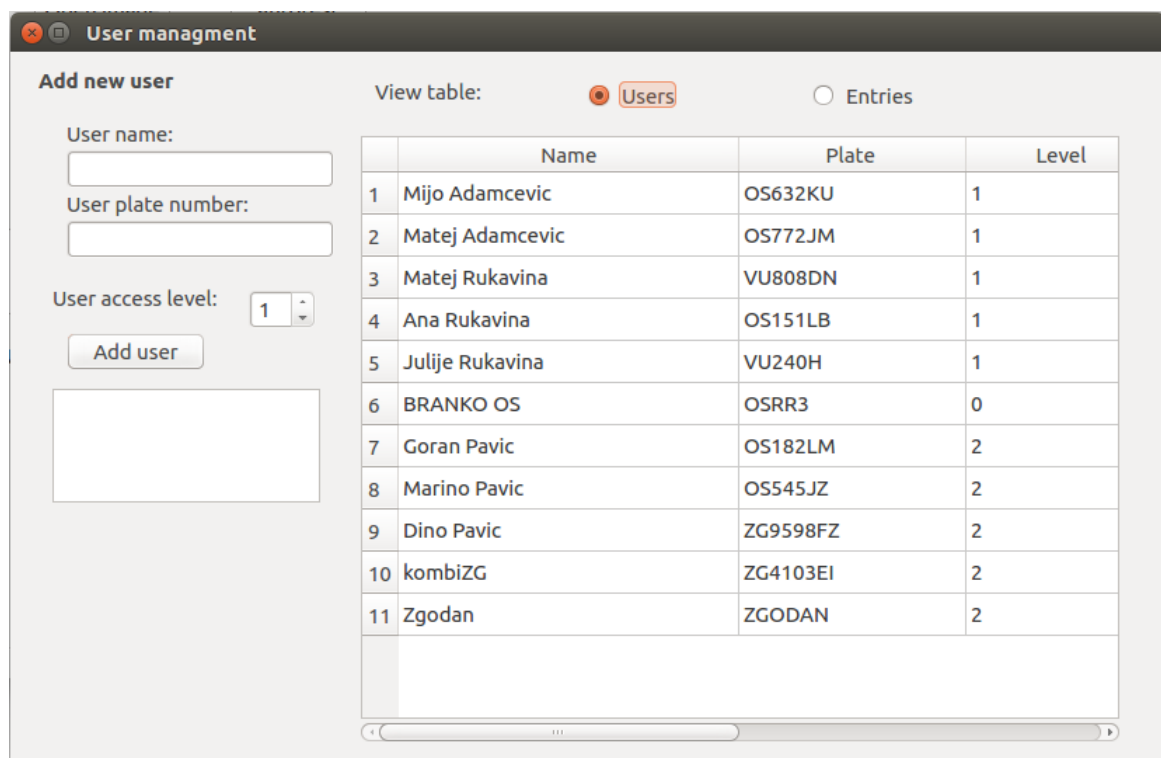 User managment
Add new user
User name:
User plate number:
User access level: 1
Add user
View table: Users Entries
Name Plate Level
1 Mijo Adamcevic OS632KU 1
2 Matej Adamcevic OS772JM 1
3 Matej Rukavina VU808DN 1
4 Ana Rukavina OS151LB 1
5 Julije Rukavina VU240H 1
6 BRANKO OS OSRR3 0
7 Goran Pavic OS182LM 2
8 Marino Pavic OS545JZ 2
9 Dino Pavic ZG9598FZ 2
10 kombiZG ZG4103EI 2
11 Zgodan ZGODAN 2